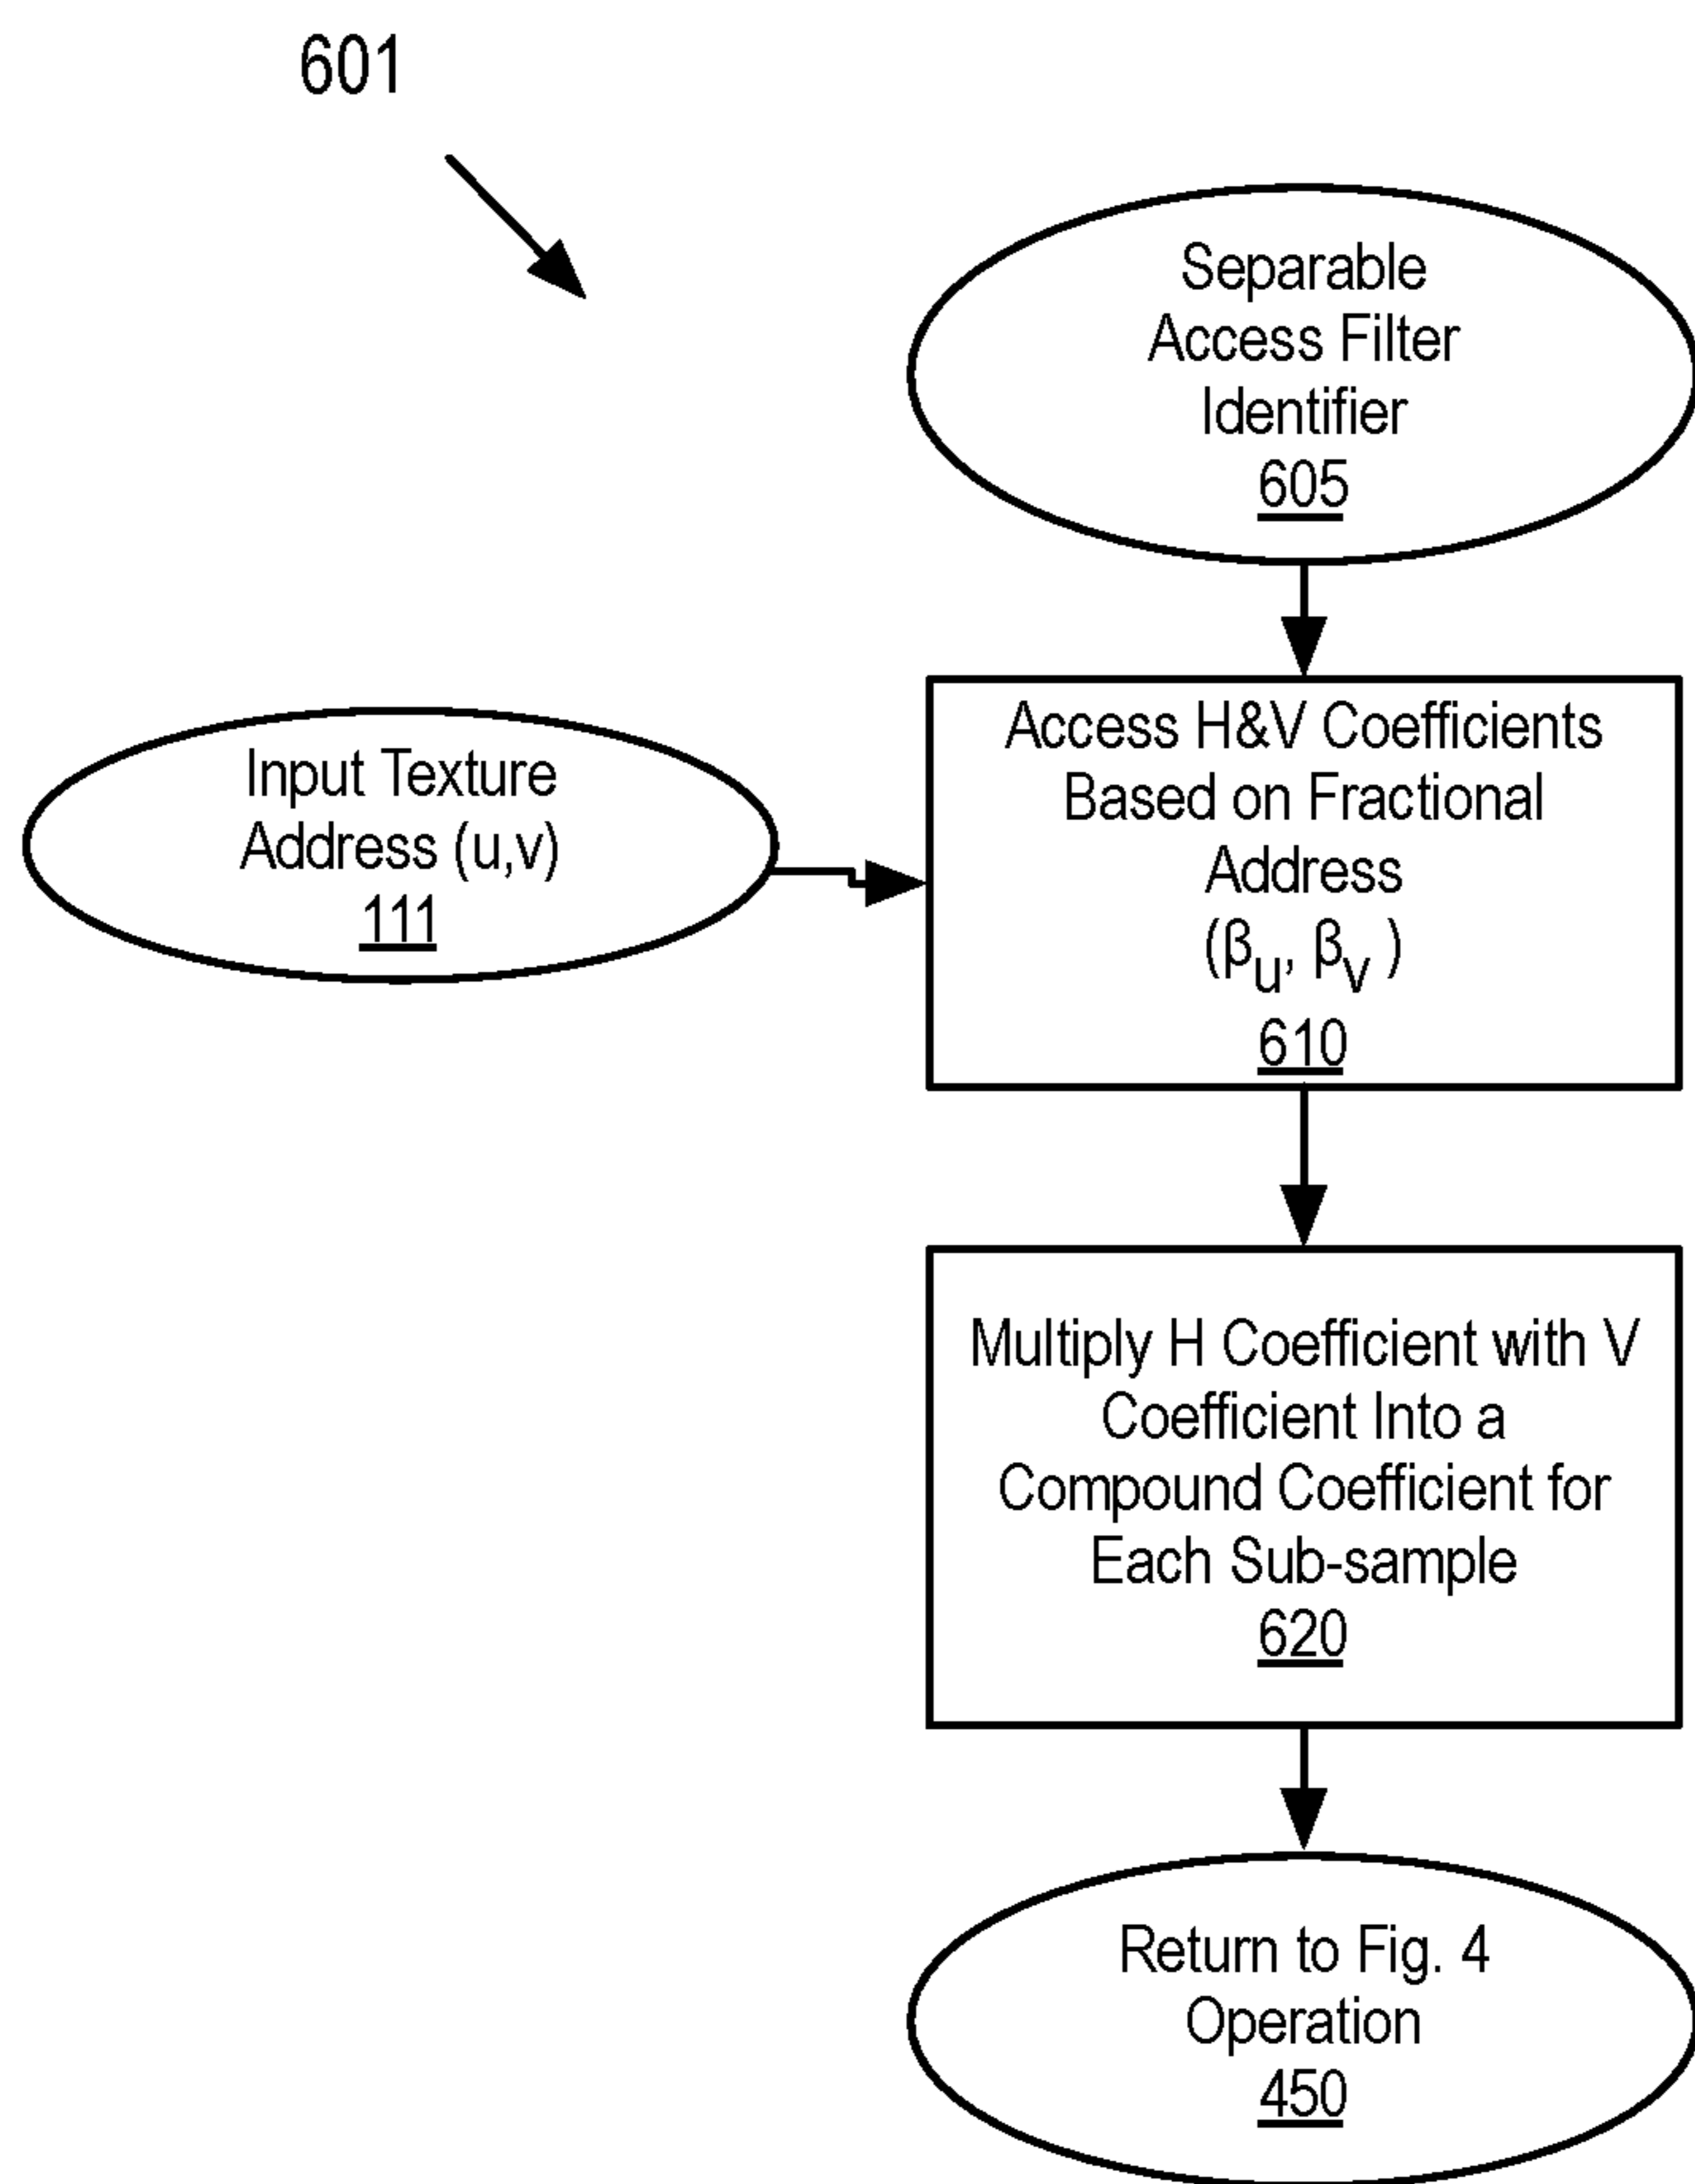 601
Separable
Access Filter
Identifier
605
Input Texture
Address (u,v)
111
Access H&V Coefficients
Based on Fractional
Address
(βu, βv )
610
Multiply H Coefficient with V
Coefficient Into a
Compound Coefficient for
Each Sub-sample
620
Return to Fig. 4
Operation
450